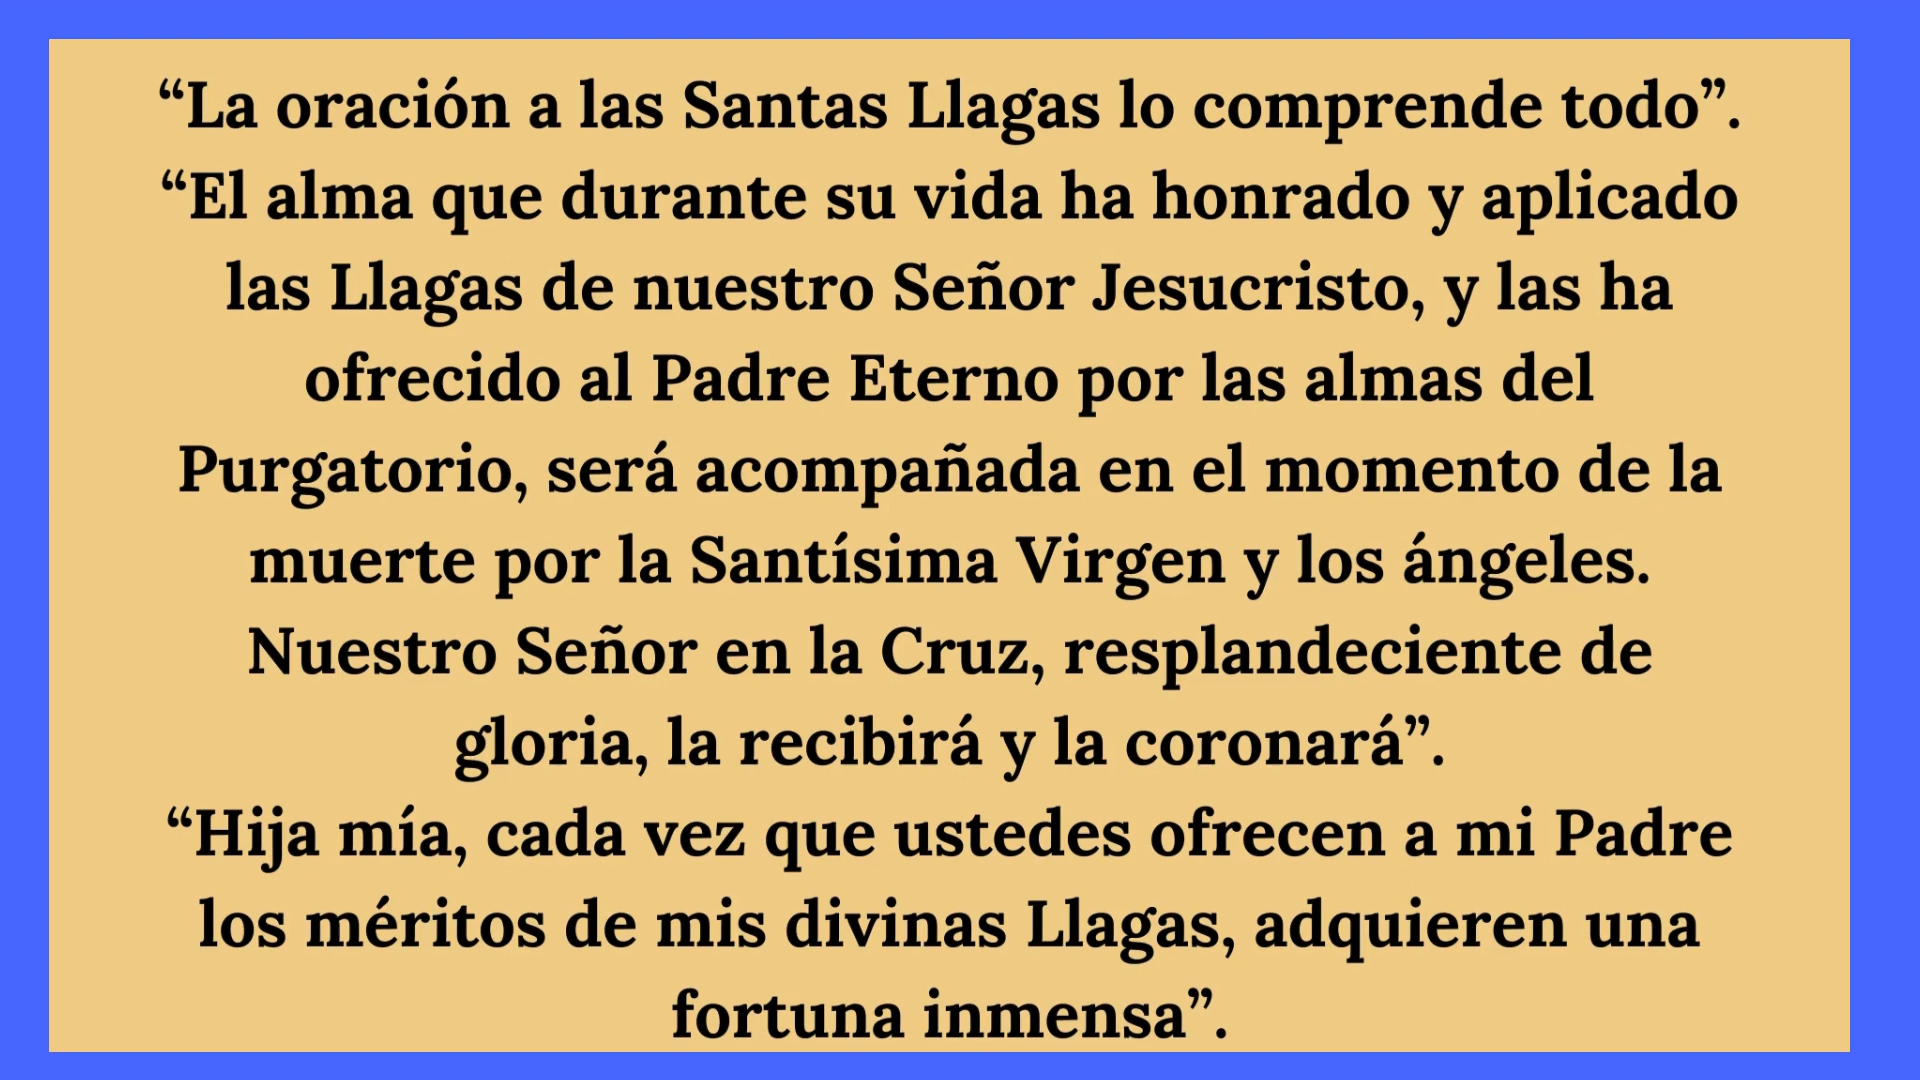 “La oración a las Santas Llagas lo comprende todo”.
“El alma que durante su vida ha honrado y aplicado
las Llagas de nuestro Señor Jesucristo, y las ha
ofrecido al Padre Eterno por las almas del
Purgatorio, será acompañada en el momento de la
muerte por la Santísima Virgen y los ángeles.
Nuestro Señor en la Cruz, resplandeciente de
gloria, la recibirá y la coronará”.
“Hija mía, cada vez que ustedes ofrecen a mi Padre
los méritos de mis divinas Llagas, adquieren una
fortuna inmensa”.